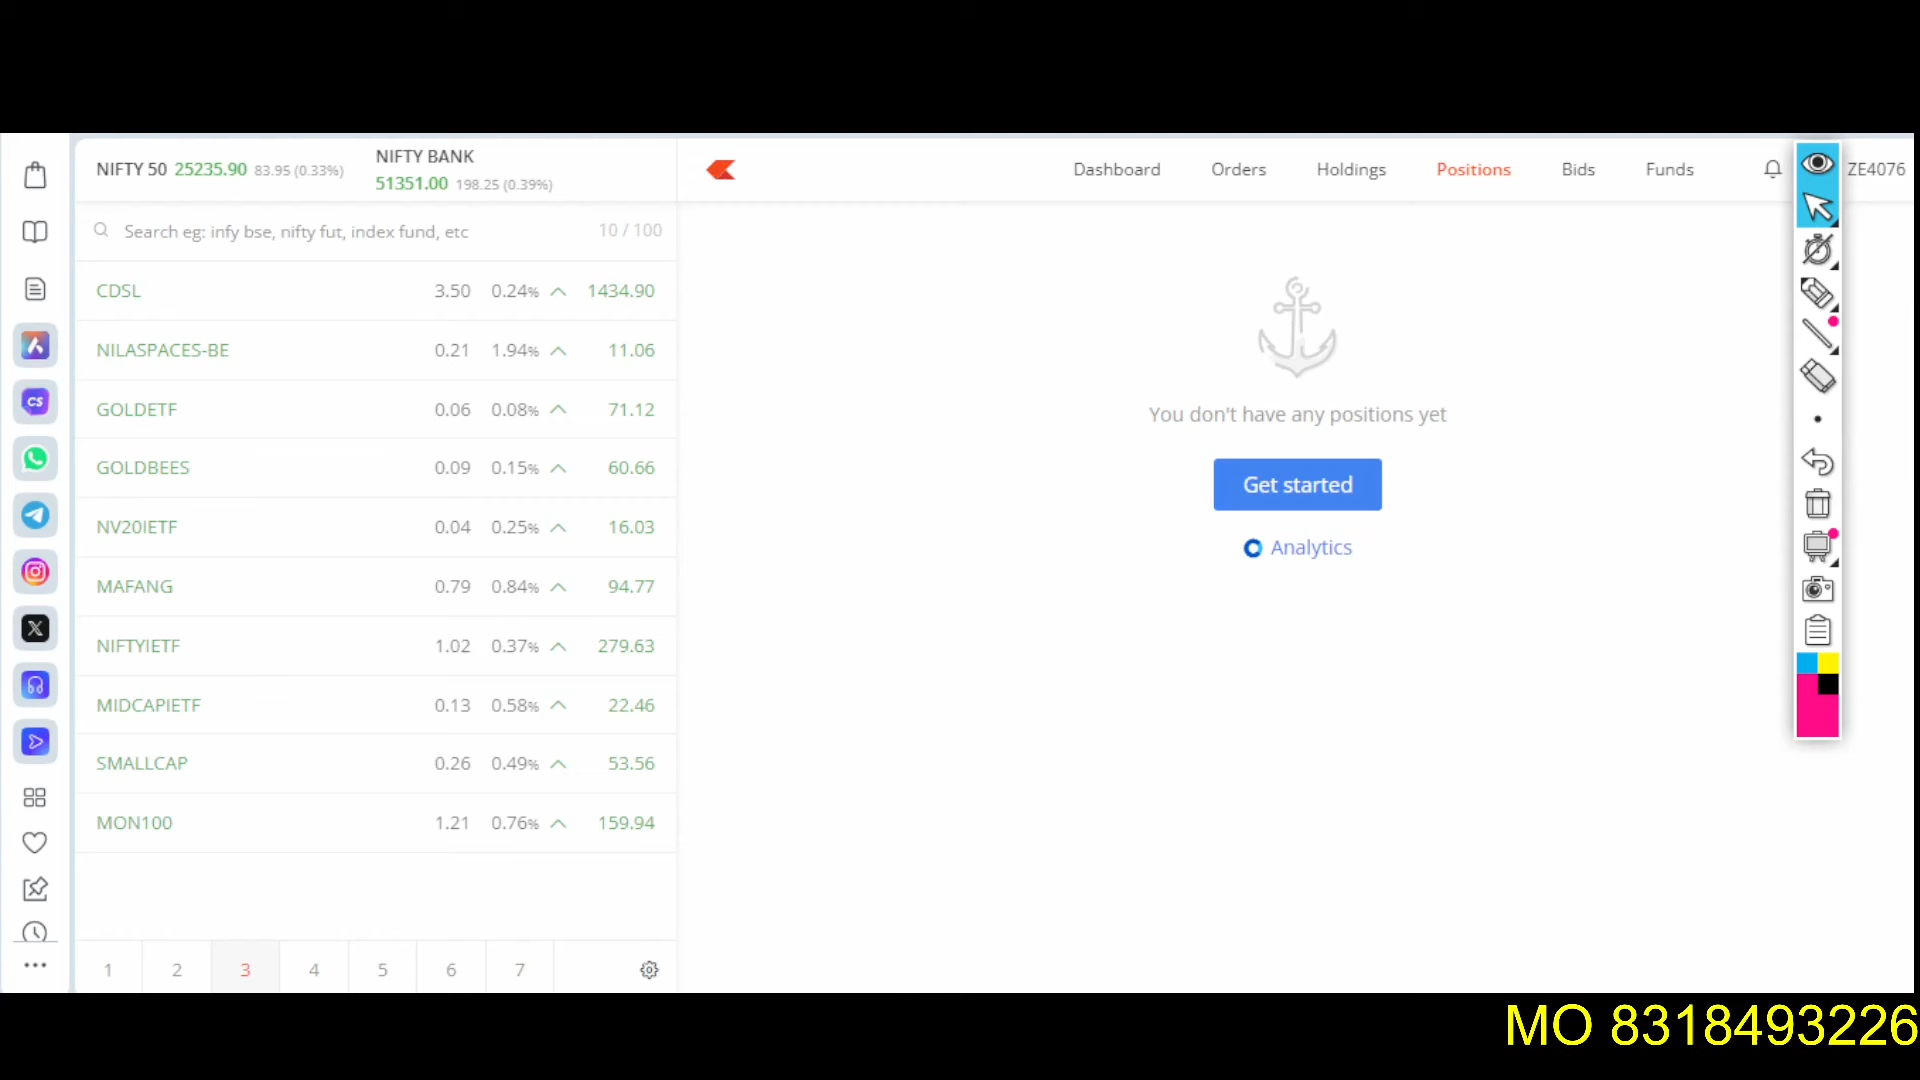 NIFTY 50 25235.90 83.95 (0.33%)
NIFTY BANK
51351.00 198.25 (0.39%)
Dashboard Orders Holdings Positions Bids Funds ZE4076
Search eg: infy bse, nifty fut, index fund, etc 10 / 100
CDSL 3.50 0.24% 1434.90
NILASPACES-BE 0.21 1.94% 11.06
GOLDETF 0.06 0.08% 71.12
GOLDBEES 0.09 0.15% 60.66
NV20IETF 0.04 0.25% 16.03
MAFANG 0.79 0.84% 94.77
NIFTYIETF 1.02 0.37% 279.63
MIDCAPIETF 0.13 0.58% 22.46
SMALLCAP 0.26 0.49% 53.56
MON100 1.21 0.76% 159.94
You don't have any positions yet
Get started
Analytics
CS
1 2 3 4 5 6 7
MO 8318493226